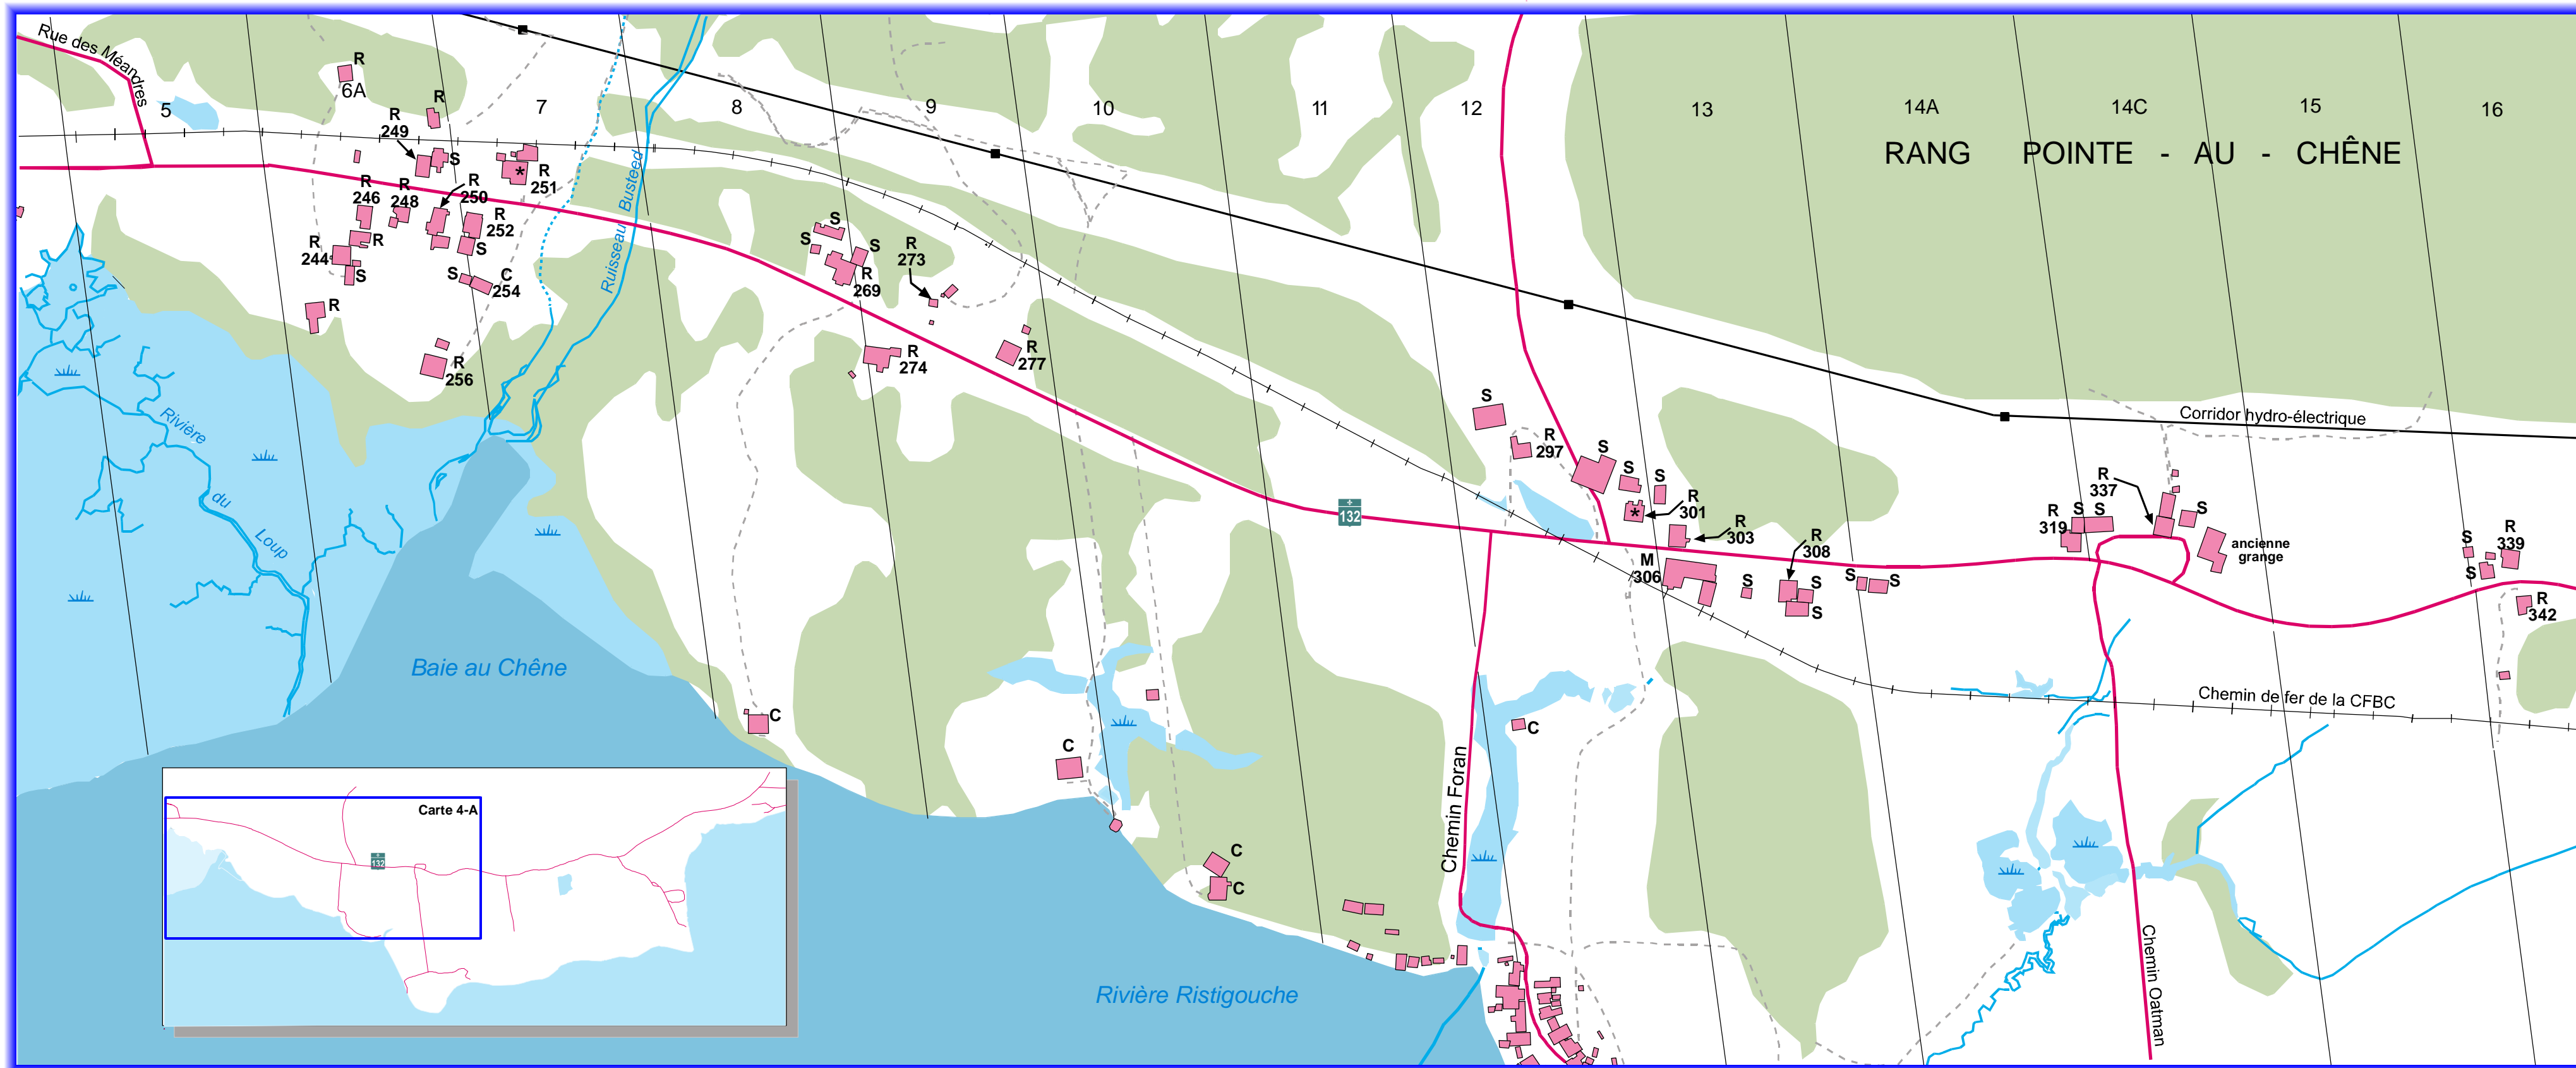 Rue des Méandres
5
6A
7
8
9
10
11
12
13
14A
14C
15
16
RANG POINTE - AU - CHÊNE
R
R
R
249
S
R
251
R
246
R
248
R
250
R
252
S
R
244
R
S
S
C
254
R
R
256
Ruisseau Busted
S
S
S
R
269
R
273
R
274
R
277
Rivière
du
Loup
Baie au Chêne
132
S
R
297
S
S
S
R
301
R
303
M
306
S
R
308
S
S
S
S
Corridor hydro-électrique
R
337
R
319
S
S
S
ancienne
grange
S
S
R
339
R
342
Chemin de fer de la CFBC
C
C
C
C
C
Chemin Foran
Chemin Oatman
Rivière Ristigouche
Carte 4-A
132